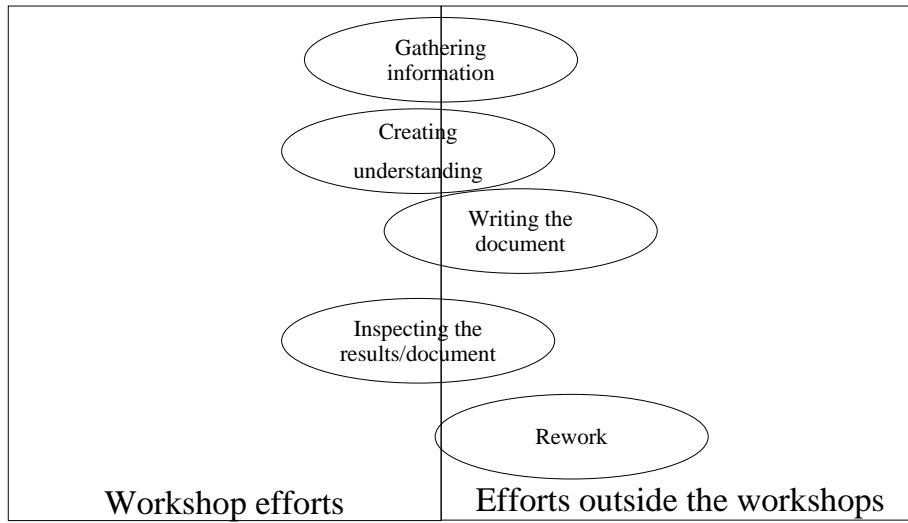 Gathering
information
Creating
understanding
Writing the
document
Inspecting the
results/document
Rework
Workshop efforts
Efforts outside the workshops